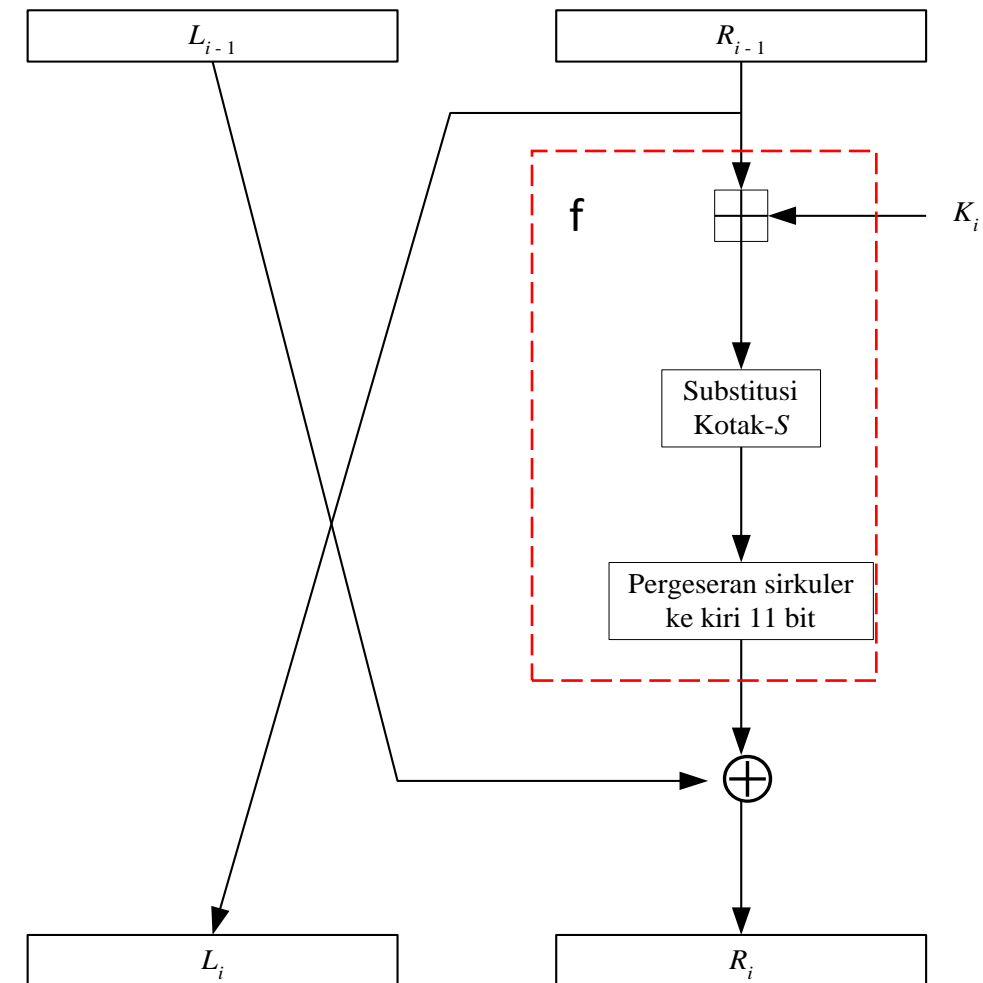 L_{i - 1}
R_{i - 1}
f
K_i
Substitusi
Kotak-S
Pergeseran sirkuler
ke kiri 11 bit
L_i
R_i